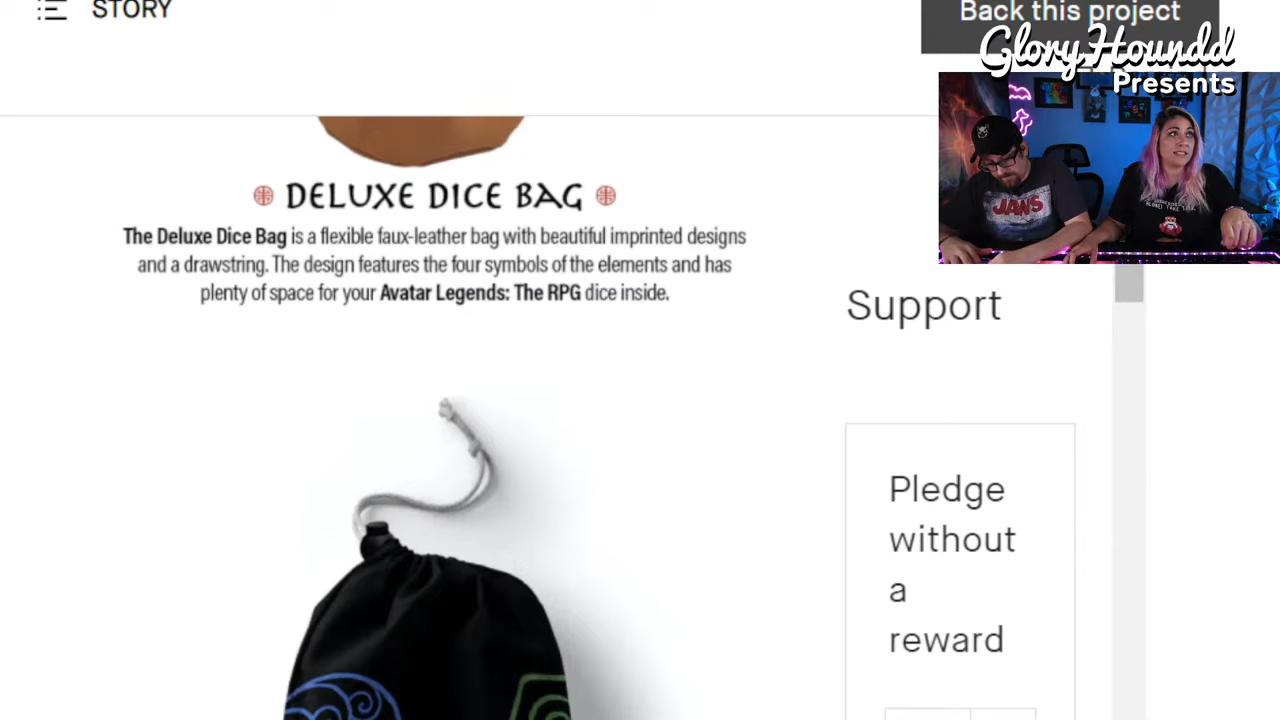 STORY
Back this project
GloryHoundd
Presents
JAWS
DELUXE DICE BAG
The Deluxe Dice Bag is a flexible faux-leather bag with beautiful imprinted designs
and a drawstring. The design features the four symbols of the elements and has
plenty of space for your Avatar Legends: The RPG dice inside.
Support
Pledge
without
a
reward